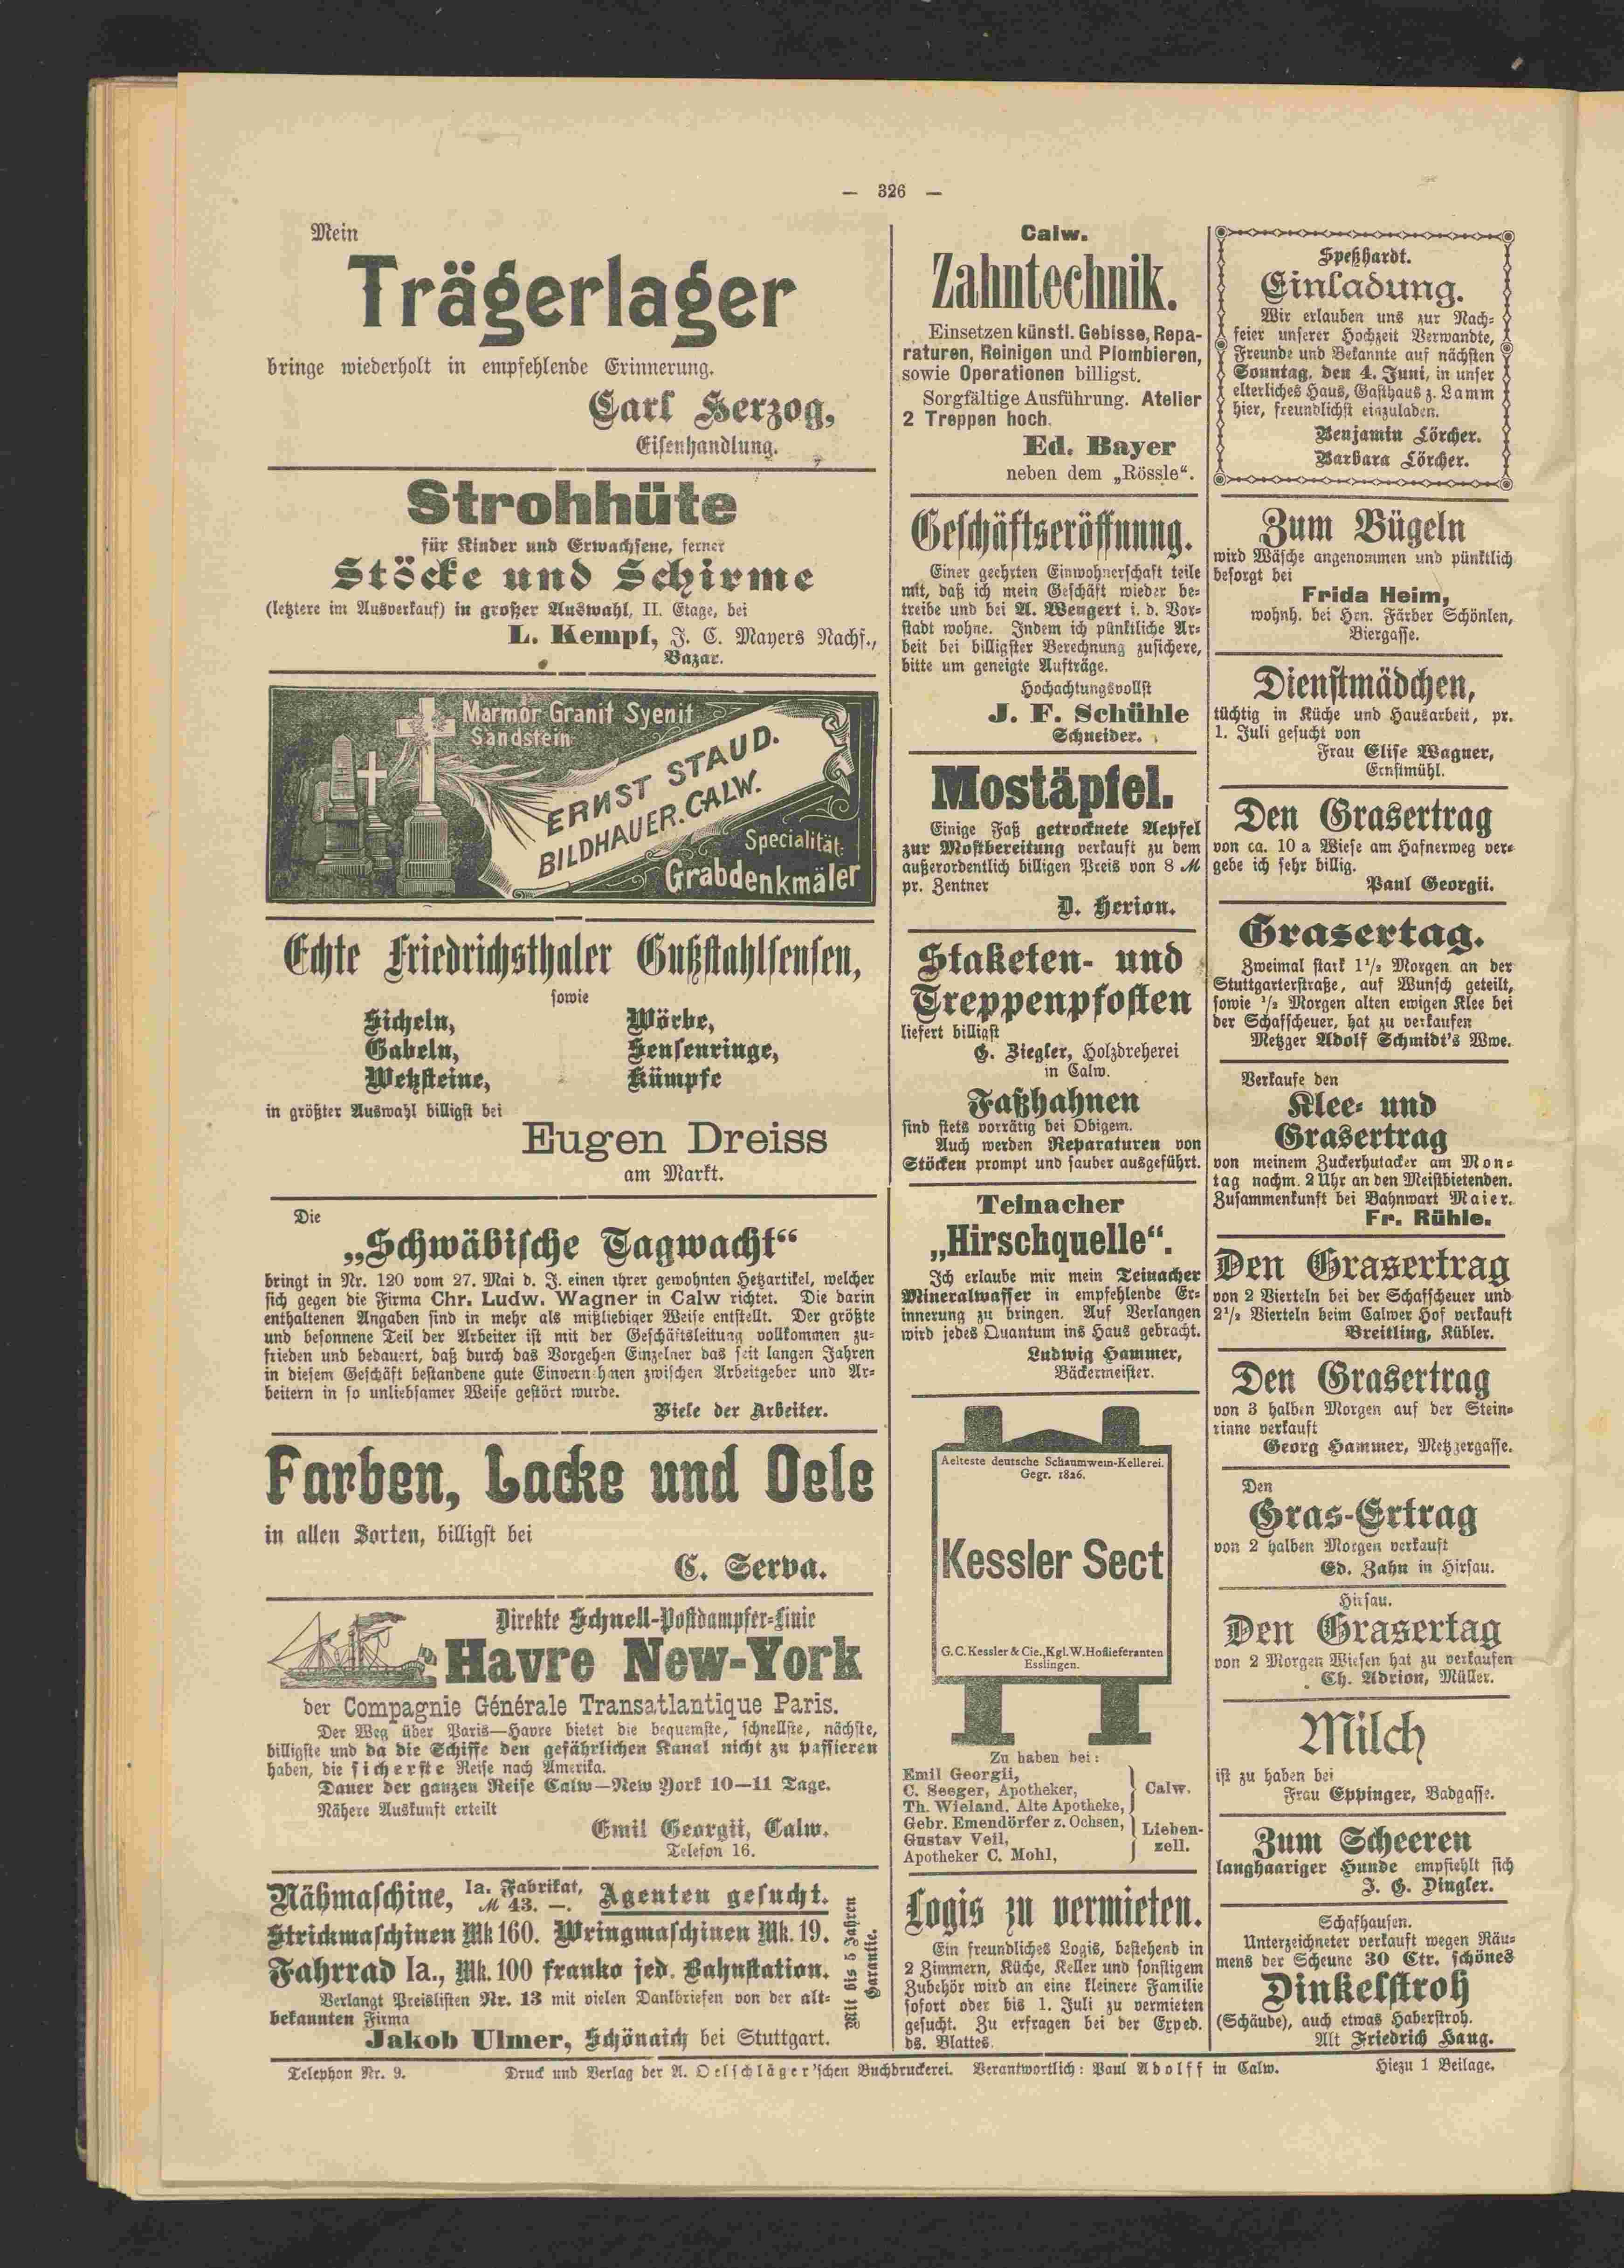 — 326 —
Mein
Trägerlager
bringe wiederholt in empfehlende Erinnerung.
Carl Herzog,
Eisenhandlung.
Strohhüte
für Kinder und Erwachsene, ferner
Stöcke und Schirme
(letztere im Ausverkauf) in großer Auswahl, II. Etage, bei
L. Kempf, J. C. Mayers Nachf.,
Bazar.
Marmor Granit Syenit
Sandstein
ERNST STAUD.
BILDHAUER. CALW.
Specialität:
Grabdenkmäler
Echte Friedrichsthaler Gußstahlsensen,
sowie
Sicheln, Wörbe,
Gabeln, Sensenringe,
Wetzsteine, Kümpfe
in größter Auswahl billigst bei
Eugen Dreiss
am Markt.
Die
„Schwäbische Tagwacht“
bringt in Nr. 120 vom 27. Mai d. J. einen ihrer gewohnten Hetzartikel, welcher
sich gegen die Firma Chr. Ludw. Wagner in Calw richtet. Die darin
enthaltenen Angaben sind in mehr als mißliebiger Weise entstellt. Der größte
und besonnene Teil der Arbeiter ist mit der Geschäftsleitung vollkommen zu-
frieden und bedauert, daß durch das Vorgehen Einzelner das seit langen Jahren
in diesem Geschäft bestandene gute Einvernehmen zwischen Arbeitgeber und Ar-
beitern in so unliebsamer Weise gestört wurde.
Viele der Arbeiter.
Farben, Lacke und Oele
in allen Sorten, billigst bei
C. Serva.
Direkte Schnell-Postdampfer-Linie
Havre New-York
der Compagnie Générale Transatlantique Paris.
Der Weg über Paris—Havre bietet die bequemste, schnellste, nächste,
billigste und da die Schiffe den gefährlichen Kanal nicht zu passieren
haben, die sicherste Reise nach Amerika.
Dauer der ganzen Reise Calw—New York 10—11 Tage.
Nähere Auskunft erteilt
Emil Georgii, Calw.
Telefon 16.
Nähmaschine, Ia. Fabrikat, M 43. —. Agenten gesucht.
Strickmaschinen Mk 160. Wringmaschinen Mk. 19.
Fahrrad Ia., Mk. 100 franko jed. Bahnstation.
Mit bis 5 Jahren
Garantie.
Verlangt Preislisten Nr. 13 mit vielen Dankbriefen von der alt-
bekannten Firma
Jakob Ulmer, Schönaich bei Stuttgart.
Calw.
Zahntechnik.
Einsetzen künstl. Gebisse, Repa-
raturen, Reinigen und Plombieren,
sowie Operationen billigst.
Sorgfältige Ausführung. Atelier
2 Treppen hoch.
Ed. Bayer
neben dem „Rössle“.
Geschäftseröffnung.
Einer geehrten Einwohnerschaft teile
mit, daß ich mein Geschäft wieder be-
treibe und bei A. Wengert i. d. Vor-
stadt wohne. Indem ich pünktliche Ar-
beit bei billigster Berechnung zusichere,
bitte um geneigte Aufträge.
Hochachtungsvollst
J. F. Schühle
Schneider.
Mostäpfel.
Einige Faß getrocknete Aepfel
zur Mostbereitung verkauft zu dem
außerordentlich billigen Preis von 8 M
pr. Zentner
D. Herion.
Staketen- und
Treppenpfosten
liefert billigst
G. Ziegler, Holzdreherei
in Calw.
Faßhahnen
sind stets vorrätig bei Obigem.
Auch werden Reparaturen von
Stöcken prompt und sauber ausgeführt.
Teinacher
„Hirschquelle“.
Ich erlaube mir mein Teinacher
Mineralwasser in empfehlende Er-
innerung zu bringen. Auf Verlangen
wird jedes Quantum ins Haus gebracht.
Ludwig Hammer,
Bäckermeister.
Aelteste deutsche Schaumwein-Kellerei.
Gegr. 1826.
Kessler Sect
G. C. Kessler & Cie., Kgl. W. Hoflieferanten
Esslingen.
Zu haben bei:
Emil Georgii,
C. Seeger, Apotheker,
Th. Wieland, Alte Apotheke,
Calw.
Gebr. Emendörfer z. Ochsen,
Gustav Veil,
Apotheker C. Mohl,
Lieben-
zell.
Logis zu vermieten.
Ein freundliches Logis, bestehend in
2 Zimmern, Küche, Keller und sonstigem
Zubehör wird an eine kleinere Familie
sofort oder bis 1. Juli zu vermieten
gesucht. Zu erfragen bei der Exped.
ds. Blattes.
Speßhardt.
Einladung.
Wir erlauben uns zur Nach-
feier unserer Hochzeit Verwandte,
Freunde und Bekannte auf nächsten
Sonntag, den 4. Juni, in unser
elterliches Haus, Gasthaus z. Lamm
hier, freundlichst einzuladen.
Benjamin Lörcher.
Barbara Lörcher.
Zum Bügeln
wird Wäsche angenommen und pünktlich
besorgt bei
Frida Heim,
wohnh. bei Hrn. Färber Schönlen,
Biergasse.
Dienstmädchen,
tüchtig in Küche und Hausarbeit, pr.
1. Juli gesucht von
Frau Elise Wagner,
Ernstmühl.
Den Grasertrag
von ca. 10 a Wiese am Hafnerweg ver-
gebe ich sehr billig.
Paul Georgii.
Grasertag.
Zweimal stark 1½ Morgen an der
Stuttgarterstraße, auf Wunsch geteilt,
sowie ½ Morgen alten ewigen Klee bei
der Schafscheuer, hat zu verkaufen
Metzger Adolf Schmidt's Wwe.
Verkaufe den
Klee- und
Grasertrag
von meinem Zuckerhutacker am Mon-
tag nachm. 2 Uhr an den Meistbietenden.
Zusammenkunft bei Bahnwart Maier.
Fr. Rühle.
Den Grasertrag
von 2 Vierteln bei der Schafscheuer und
2½ Vierteln beim Calwer Hof verkauft
Breitling, Kübler.
Den Grasertrag
von 3 halben Morgen auf der Stein-
rinne verkauft
Georg Hammer, Metzgergasse.
Den
Gras-Ertrag
von 2 halben Morgen verkauft
Ed. Zahn in Hirsau.
Hirsau.
Den Grasertag
von 2 Morgen Wiesen hat zu verkaufen
Ch. Adrion, Müller.
Milch
ist zu haben bei
Frau Eppinger, Badgasse.
Zum Scheeren
langhaariger Hunde empfiehlt sich
J. G. Dingler.
Schafhausen.
Unterzeichneter verkauft wegen Räu-
mens der Scheune 30 Ctr. schönes
Dinkelstroh
(Schäube), auch etwas Haberstroh.
Alt Friedrich Haug.
Telephon Nr. 9. Druck und Verlag der A. Oelschläger'schen Buchdruckerei. Verantwortlich: Paul Adolff in Calw. Hiezu 1 Beilage.